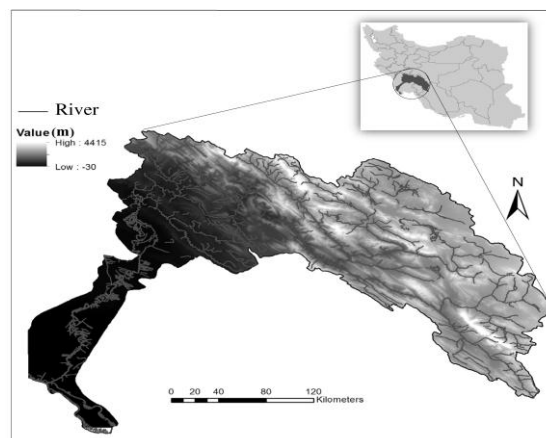 River
Value (m)
High : 4415
Low : -30
N
0 20 40 80 120
Kilometers